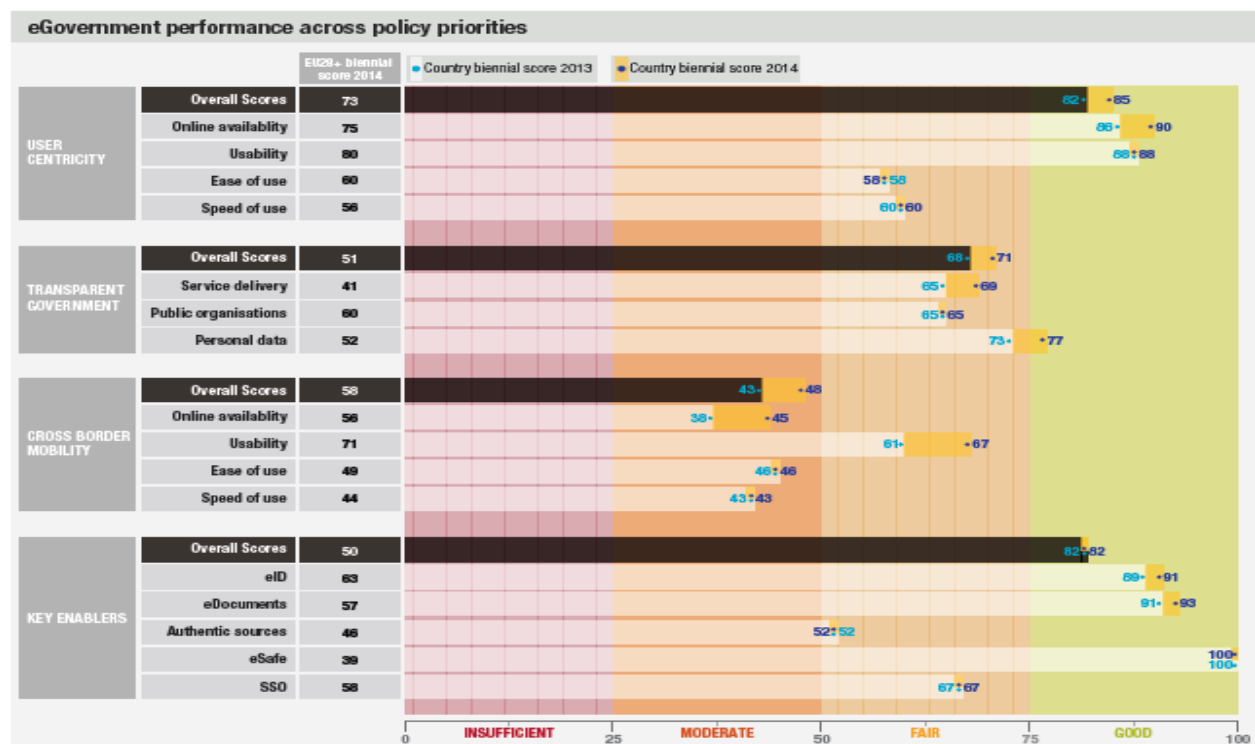 eGovernment performance across policy priorities
EU28+ biennial
score 2014
Country biennial score 2013
Country biennial score 2014
USER
CENTRICITY
Overall Scores 73 82 85
Online availablity 75 86 90
Usability 80 88 88
Ease of use 60 58 58
Speed of use 56 60 60
TRANSPARENT
GOVERNMENT
Overall Scores 51 68 71
Service delivery 41 65 69
Public organisations 60 65 65
Personal data 52 73 77
CROSS BORDER
MOBILITY
Overall Scores 58 43 48
Online availablity 56 38 45
Usability 71 61 67
Ease of use 49 46 46
Speed of use 44 43 43
KEY ENABLERS
Overall Scores 50 82 82
eID 63 89 91
eDocuments 57 91 93
Authentic sources 46 52 52
eSafe 39 100
100
SSO 58 67 67
INSUFFICIENT MODERATE FAIR GOOD
0 25 50 75 100